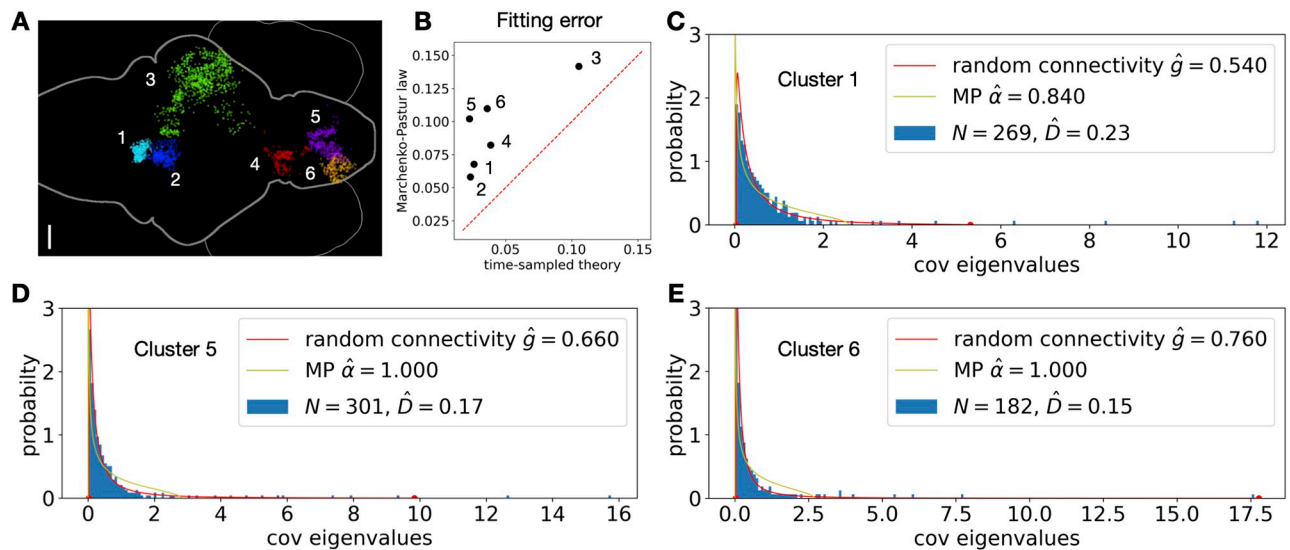 A
3
1
2
4
5
6
B
Fitting error
Marchenko-Pastur law
0.150
0.125
0.100
0.075
0.050
0.025
3
5
6
4
1
2
0.05
0.10
0.15
time-sampled theory
C
probabilty
3
2
1
0
Cluster 1
random connectivity ĝ = 0.540
MP α̂ = 0.840
N = 269, D̂ = 0.23
0 2 4 6 8 10 12
cov eigenvalues
D
probabilty
3
2
1
0
Cluster 5
random connectivity ĝ = 0.660
MP α̂ = 1.000
N = 301, D̂ = 0.17
0 2 4 6 8 10 12 14 16
cov eigenvalues
E
probabilty
3
2
1
0
Cluster 6
random connectivity ĝ = 0.760
MP α̂ = 1.000
N = 182, D̂ = 0.15
0.0 2.5 5.0 7.5 10.0 12.5 15.0 17.5
cov eigenvalues